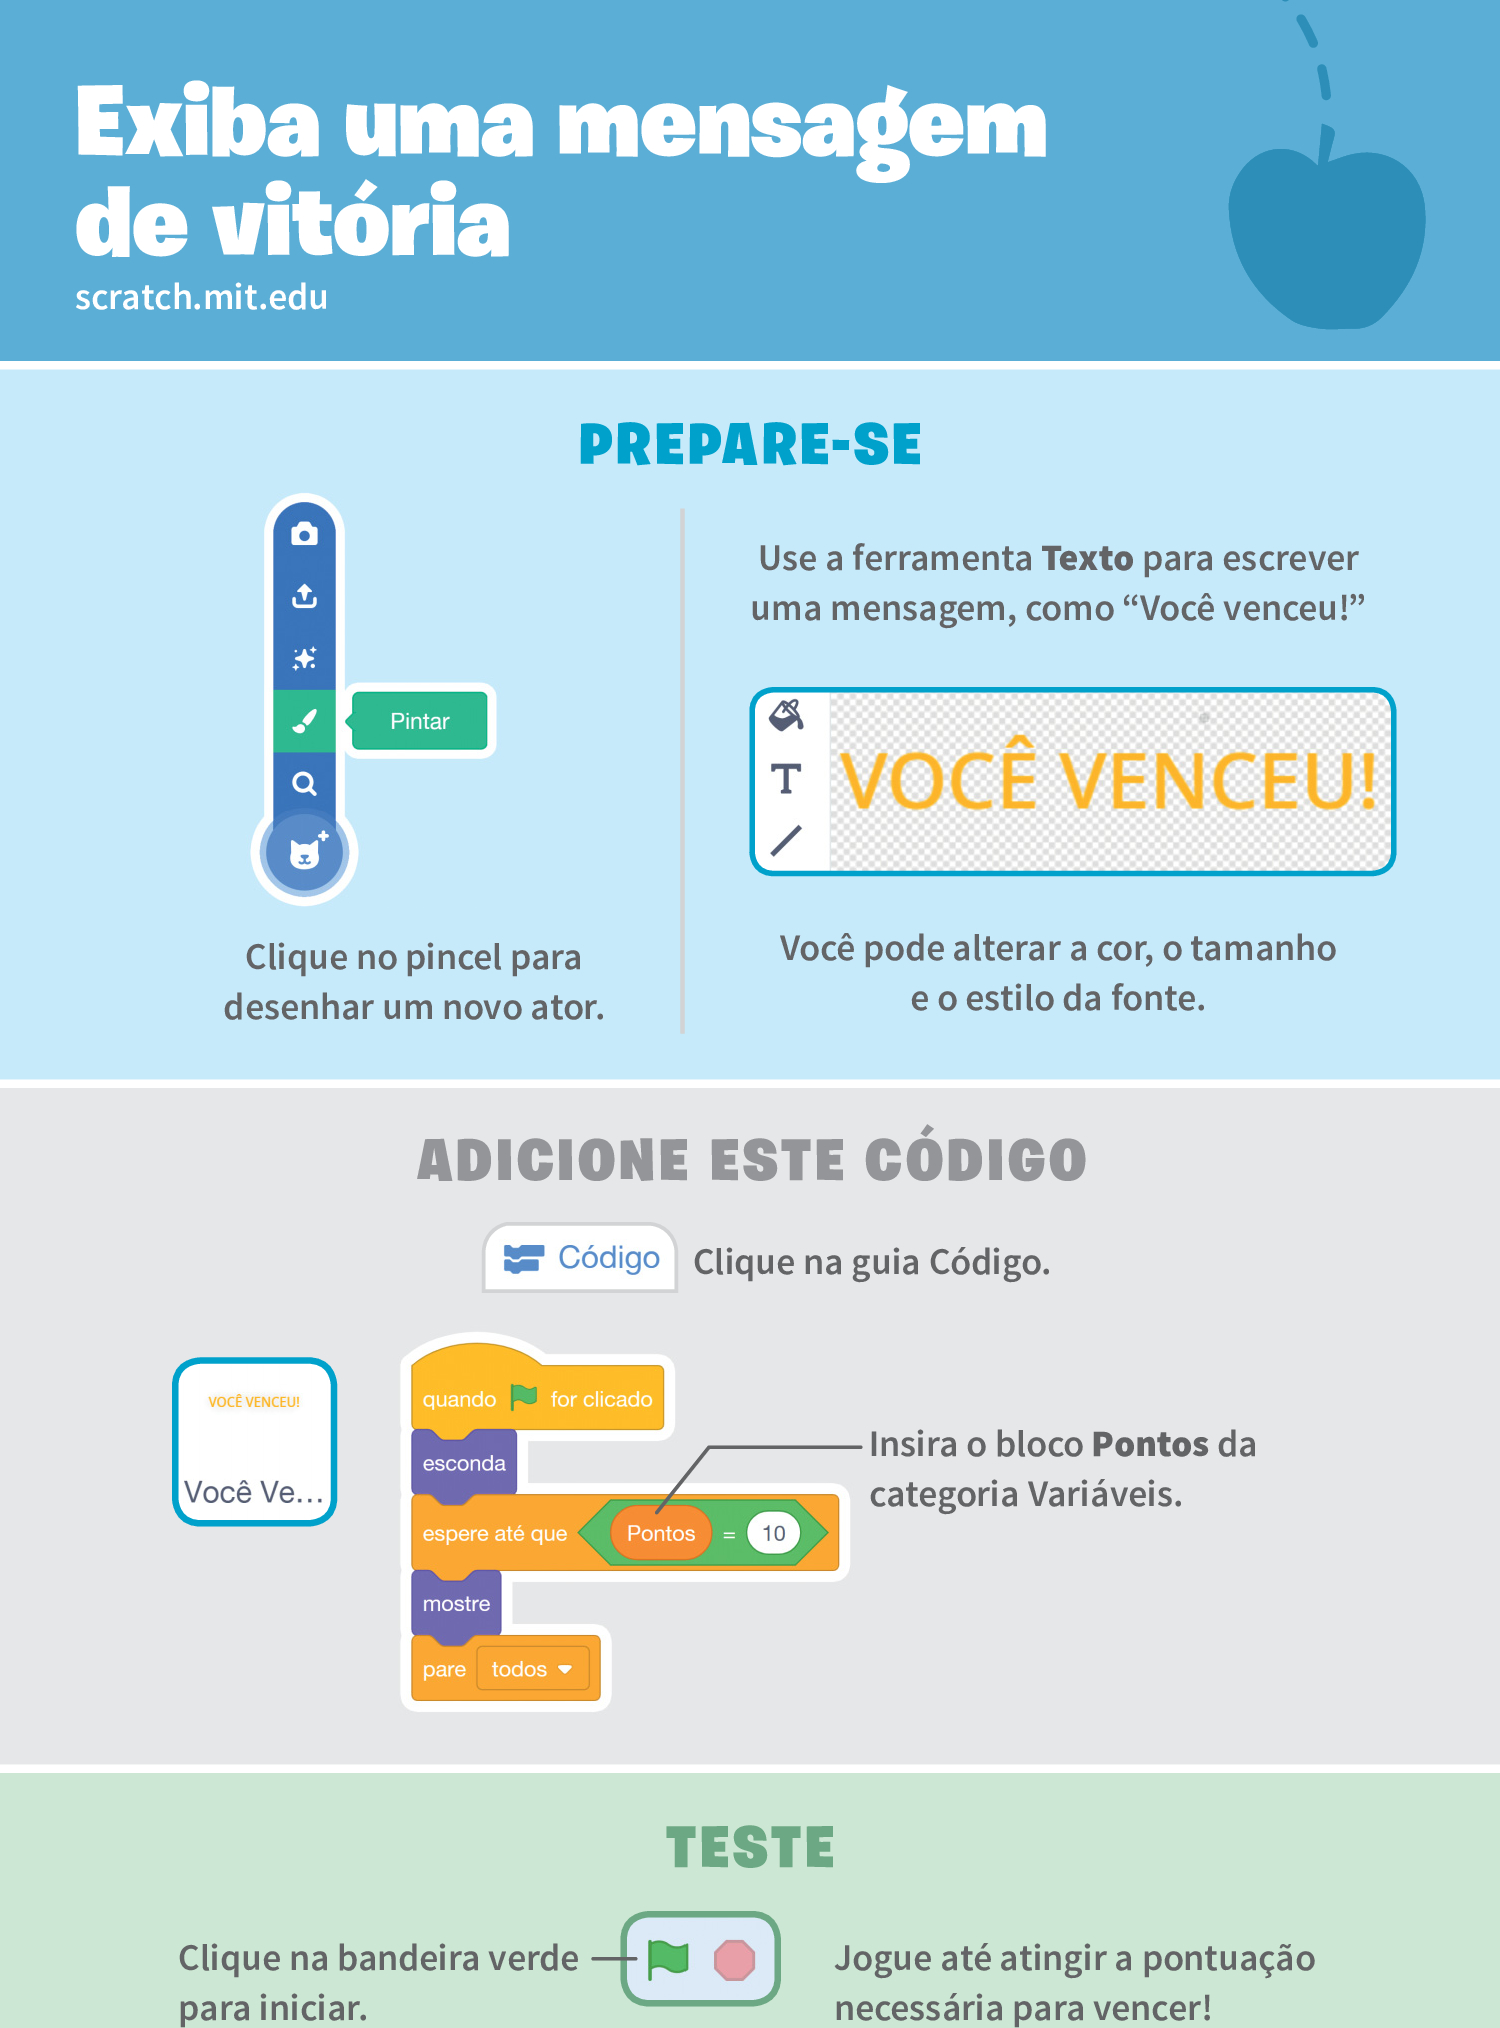 Exiba uma mensagem
de vitória
scratch.mit.edu
PREPARE-SE
Pintar
Clique no pincel para
desenhar um novo ator.
Use a ferramenta Texto para escrever
uma mensagem, como “Você venceu!”
T
VOCÊ VENCEU!
Você pode alterar a cor, o tamanho
e o estilo da fonte.
ADICIONE ESTE CÓDIGO
Código
Clique na guia Código.
VOCÊ VENCEU!
Você Ve...
quando for clicado
esconda
espere até que Pontos = 10
mostre
pare todos
Insira o bloco Pontos da
categoria Variáveis.
TESTE
Clique na bandeira verde
para iniciar.
Jogue até atingir a pontuação
necessária para vencer!